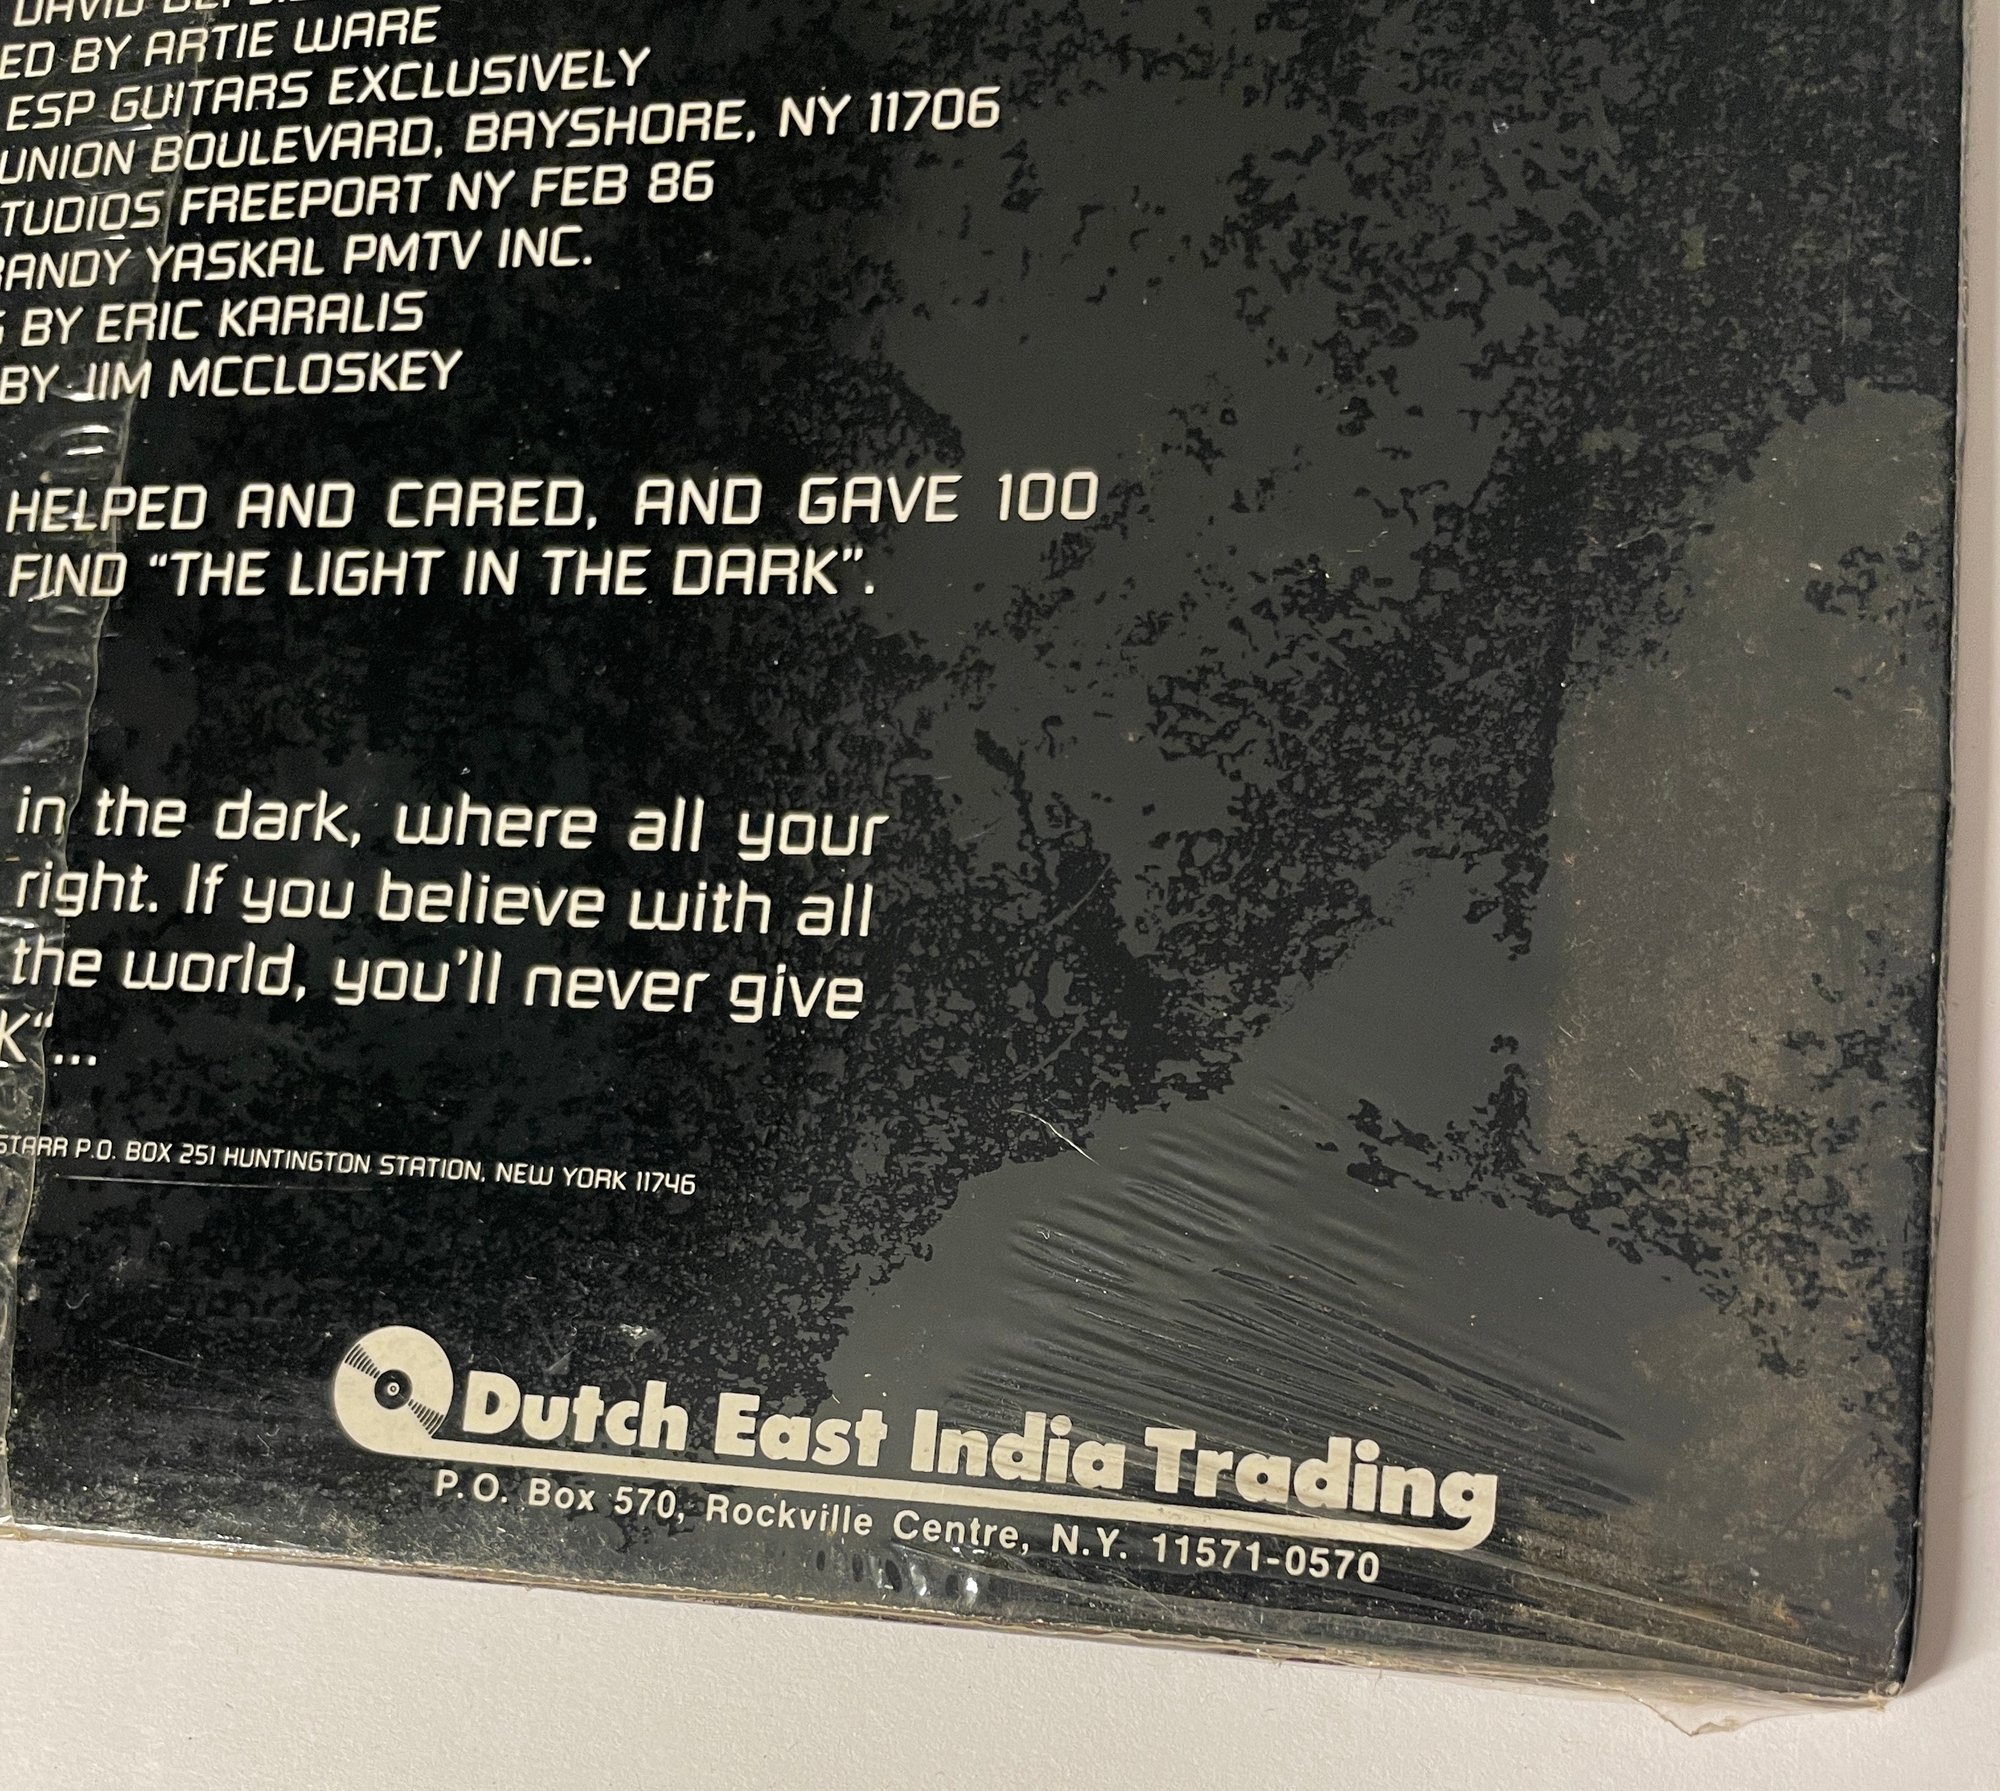 DAVID
ED BY ARTIE WARE
ESP GUITARS EXCLUSIVELY
UNION BOULEVARD, BAYSHORE, NY 11706
TUDIOS FREEPORT NY FEB 86
RANDY YASKAL PMTV INC.
BY ERIC KARALIS
BY JIM MCCLOSKEY
HELPED AND CARED, AND GAVE 100
FIND “THE LIGHT IN THE DARK”.
in the dark, where all your
right. If you believe with all
the world, you'll never give
K“ ...
STARR P.O. BOX 251 HUNTINGTON STATION, NEW YORK 11746
Dutch East India Trading
P.O. Box 570, Rockville Centre, N.Y. 11571-0570